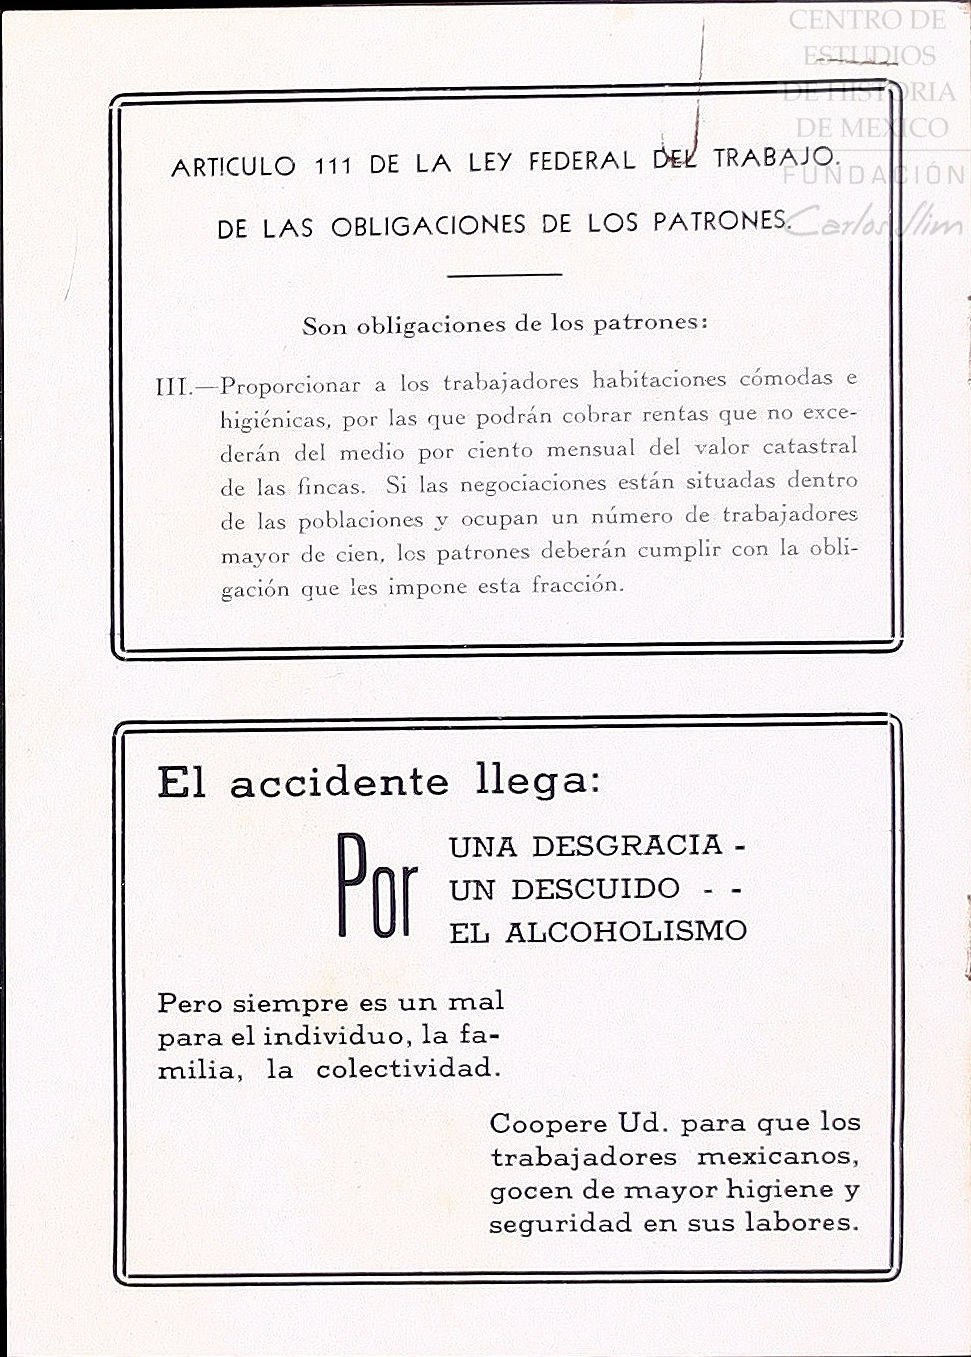 CENTRO DE
ESTUDIOS
DE HISTORIA
DE MEXICO
FUNDACIÓN
Carlos Slim
ARTICULO 111 DE LA LEY FEDERAL DEL TRABAJO.
DE LAS OBLIGACIONES DE LOS PATRONES.
Son obligaciones de los patrones:
III.—Proporcionar a los trabajadores habitaciones cómodas e
higiénicas, por las que podrán cobrar rentas que no exce-
derán del medio por ciento mensual del valor catastral
de las fincas. Si las negociaciones están situadas dentro
de las poblaciones y ocupan un número de trabajadores
mayor de cien, los patrones deberán cumplir con la obli-
gación que les impone esta fracción.
El accidente llega:
Por
UNA DESGRACIA -
UN DESCUIDO - -
EL ALCOHOLISMO
Pero siempre es un mal
para el individuo, la fa-
milia, la colectividad.
Coopere Ud. para que los
trabajadores mexicanos,
gocen de mayor higiene y
seguridad en sus labores.